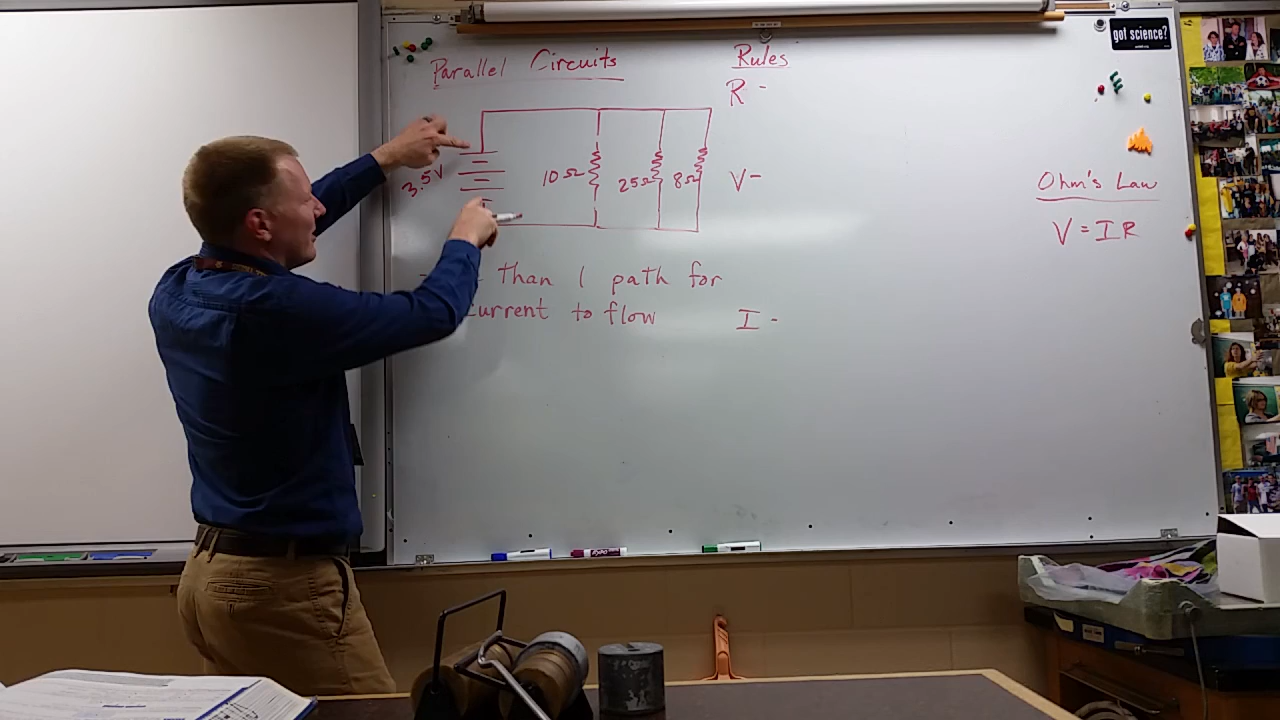 Parallel Circuits
Rules
R -
3.5V
10Ω
25Ω
8Ω
V-
than 1 path for
current to flow
I -
Ohm's Law
V = IR
got science?